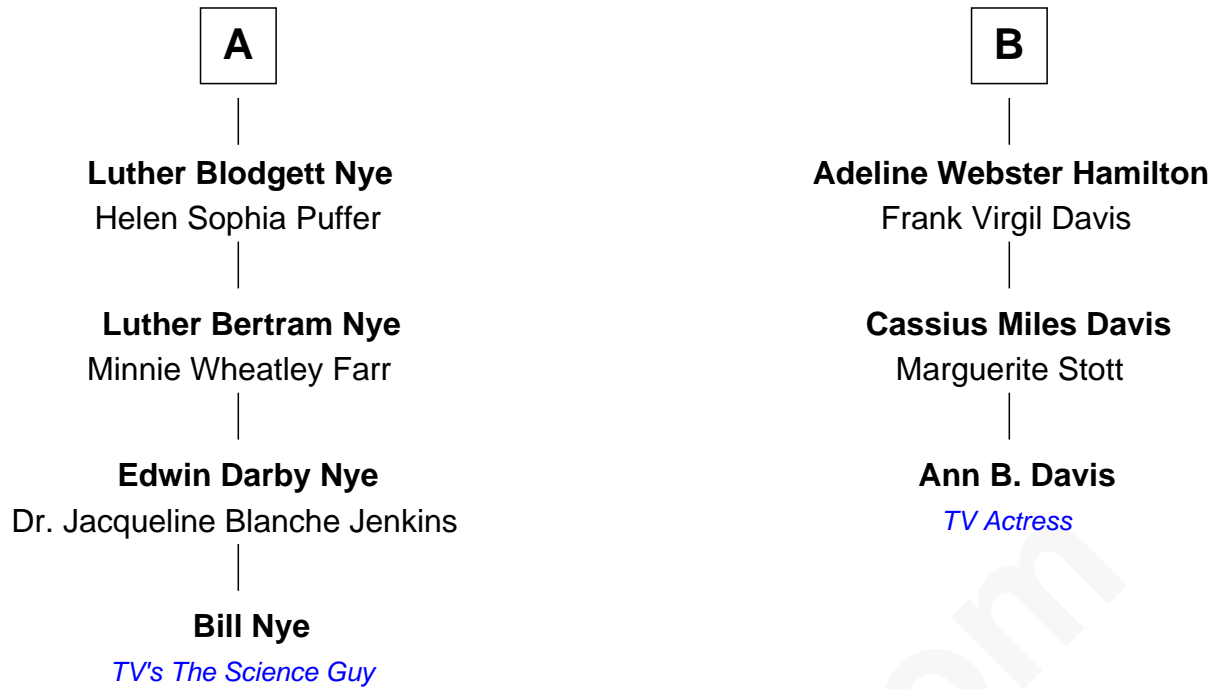 A
Luther Blodgett Nye
Helen Sophia Puffer
Luther Bertram Nye
Minnie Wheatley Farr
Edwin Darby Nye
Dr. Jacqueline Blanche Jenkins
Bill Nye
TV's The Science Guy
B
Adeline Webster Hamilton
Frank Virgil Davis
Cassius Miles Davis
Marguerite Stott
Ann B. Davis
TV Actress
om